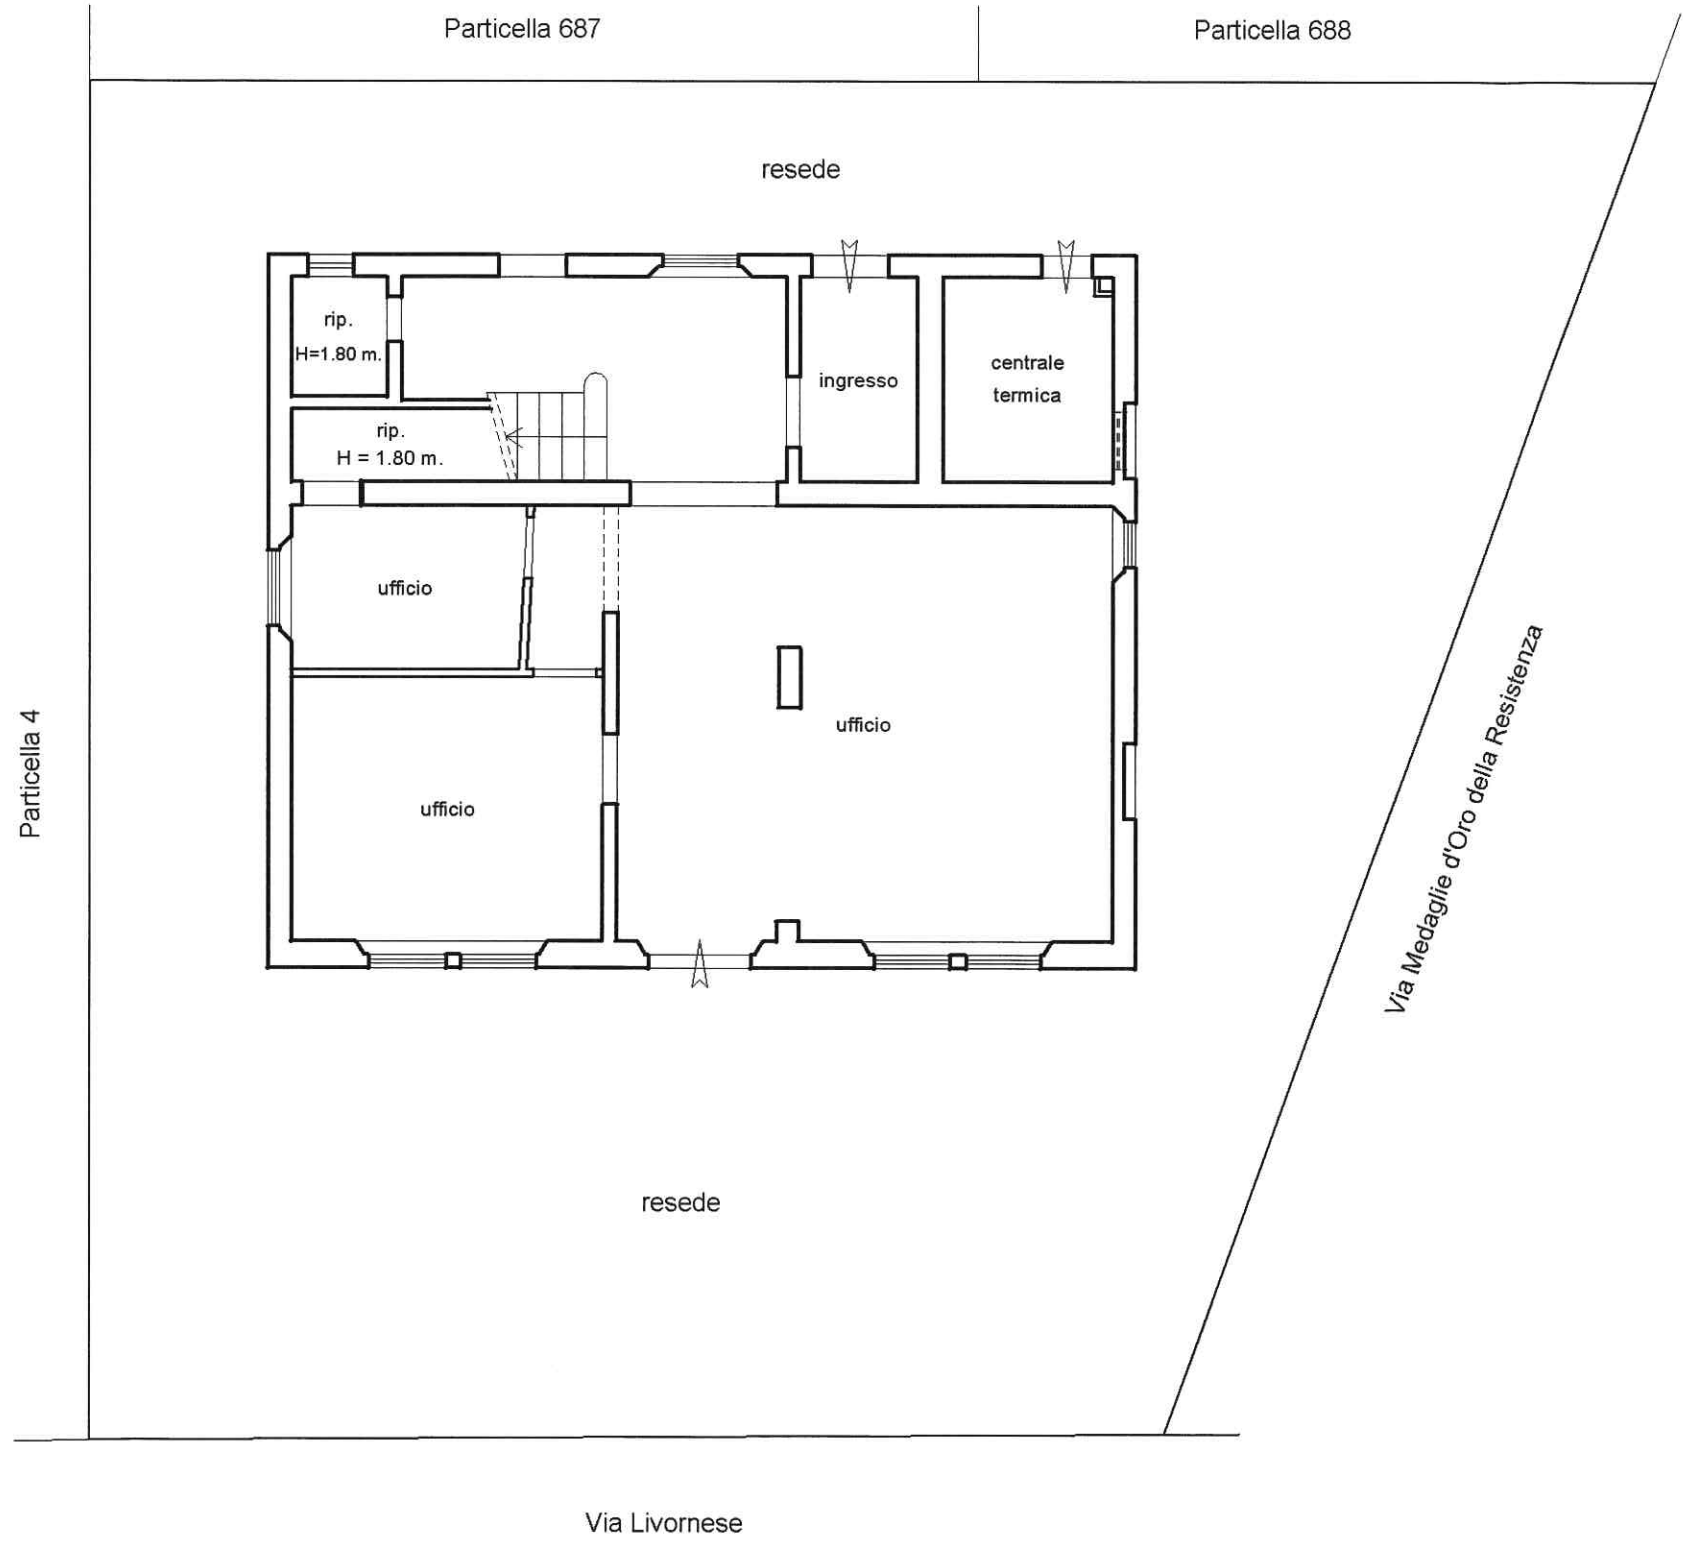 Particella 687
Particella 688
resede
rip.
H=1.80 m.
ingresso
centrale
termica
rip.
H = 1.80 m.
ufficio
ufficio
ufficio
Particella 4
Via Medaglie d'Oro della Resistenza
resede
Via Livornese